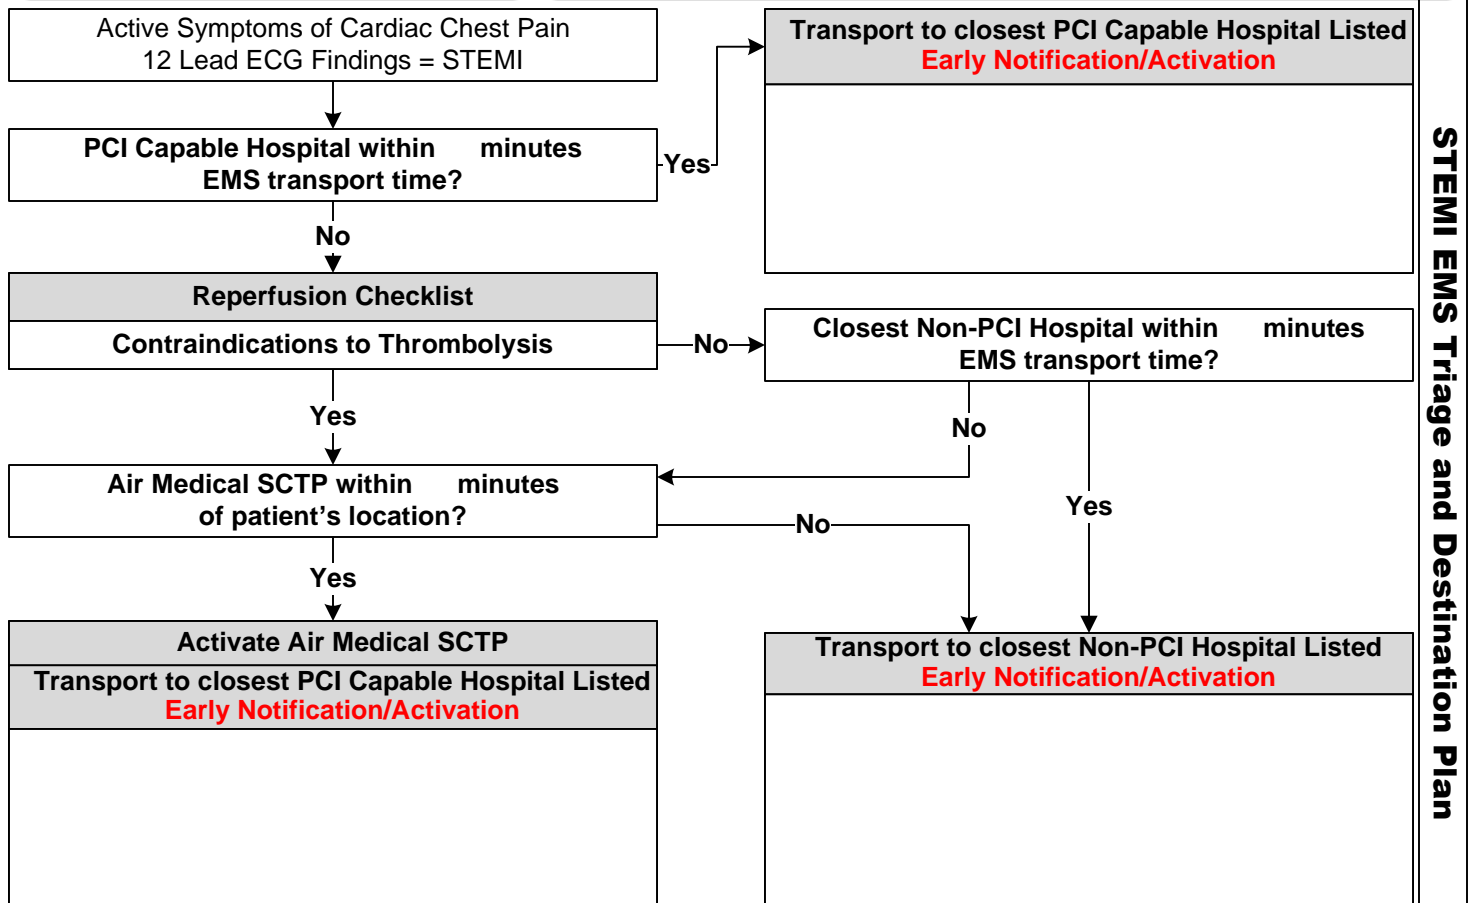 Active Symptoms of Cardiac Chest Pain
12 Lead ECG Findings = STEMI
Transport to closest PCI Capable Hospital Listed
Early Notification/Activation
PCI Capable Hospital within minutes
EMS transport time?
Yes
No
Reperfusion Checklist
Contraindications to Thrombolysis
No
Closest Non-PCI Hospital within minutes
EMS transport time?
Yes
No
Air Medical SCTP within minutes
of patient's location?
Yes
No
Yes
Activate Air Medical SCTP
Transport to closest PCI Capable Hospital Listed
Early Notification/Activation
Transport to closest Non-PCI Hospital Listed
Early Notification/Activation
STEMI EMS Triage and Destination Plan